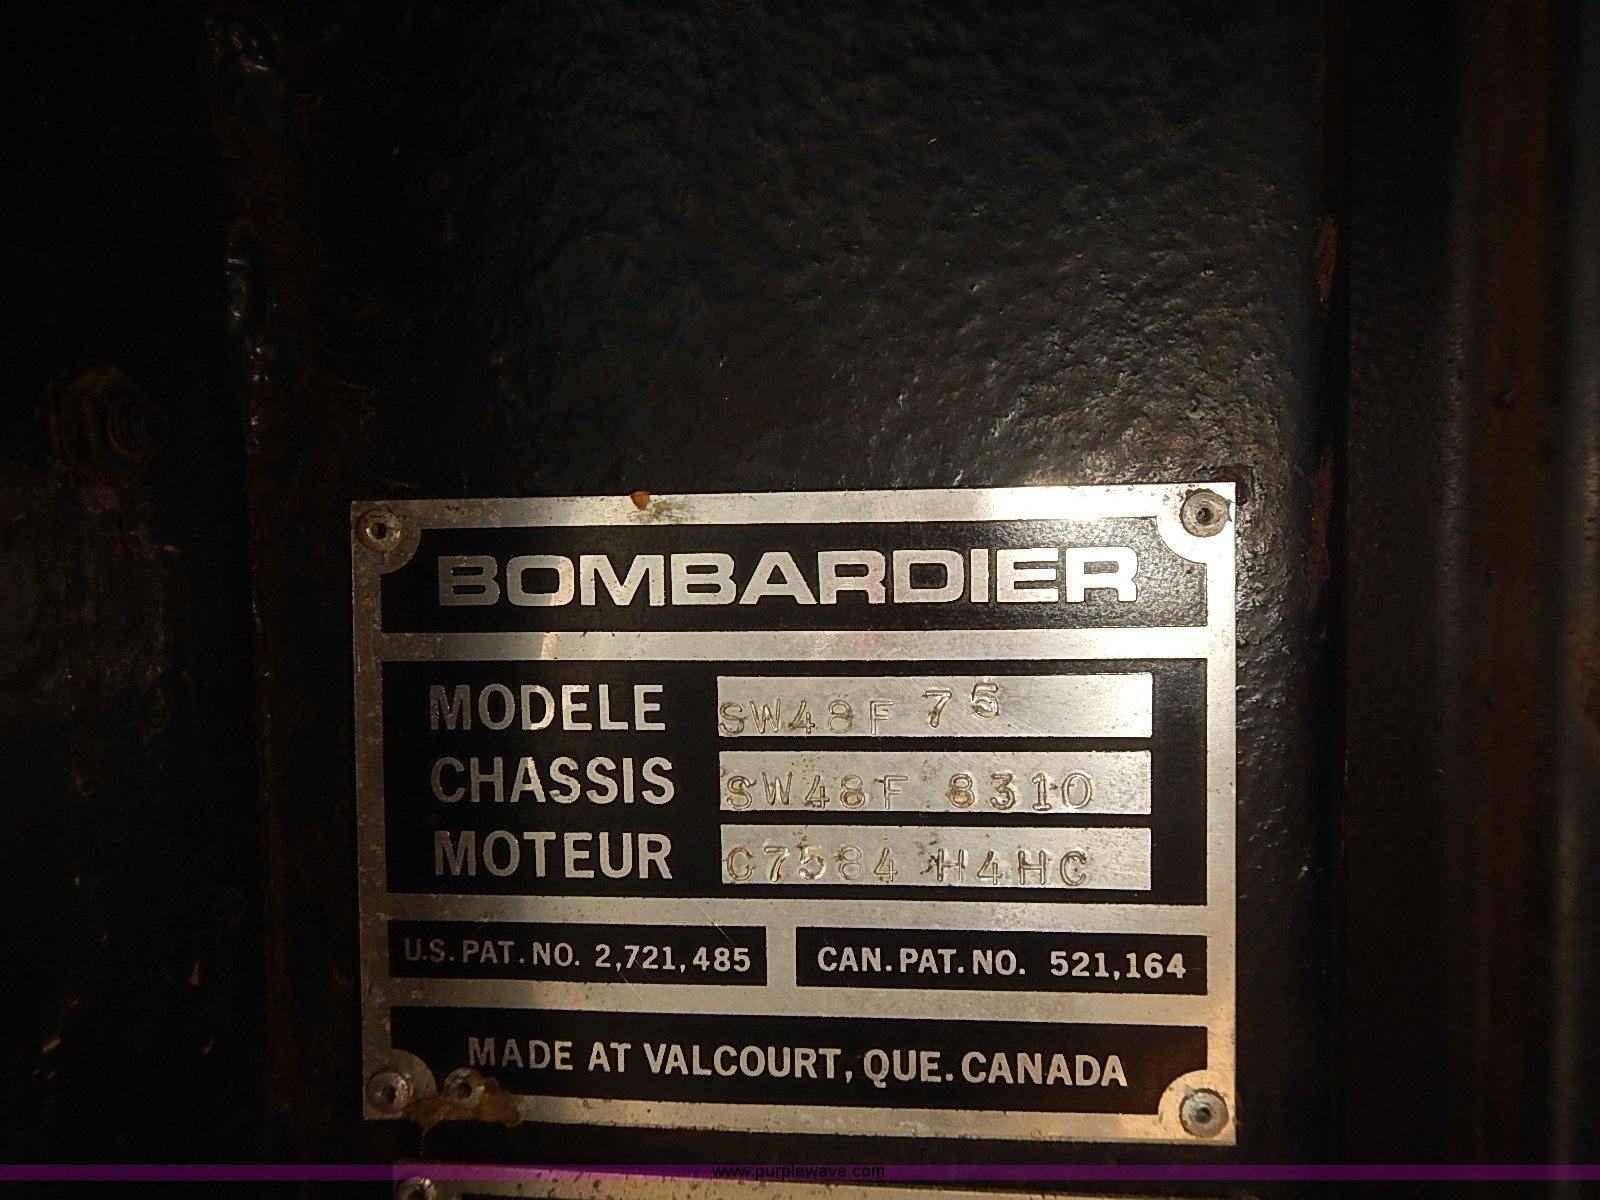 BOMBARDIER
MODELE SW48F 75
CHASSIS SW48F 8310
MOTEUR C7584 H4HC
U.S. PAT. NO. 2,721,485 CAN. PAT. NO. 521,164
MADE AT VALCOURT, QUE. CANADA
www.purplewave.com